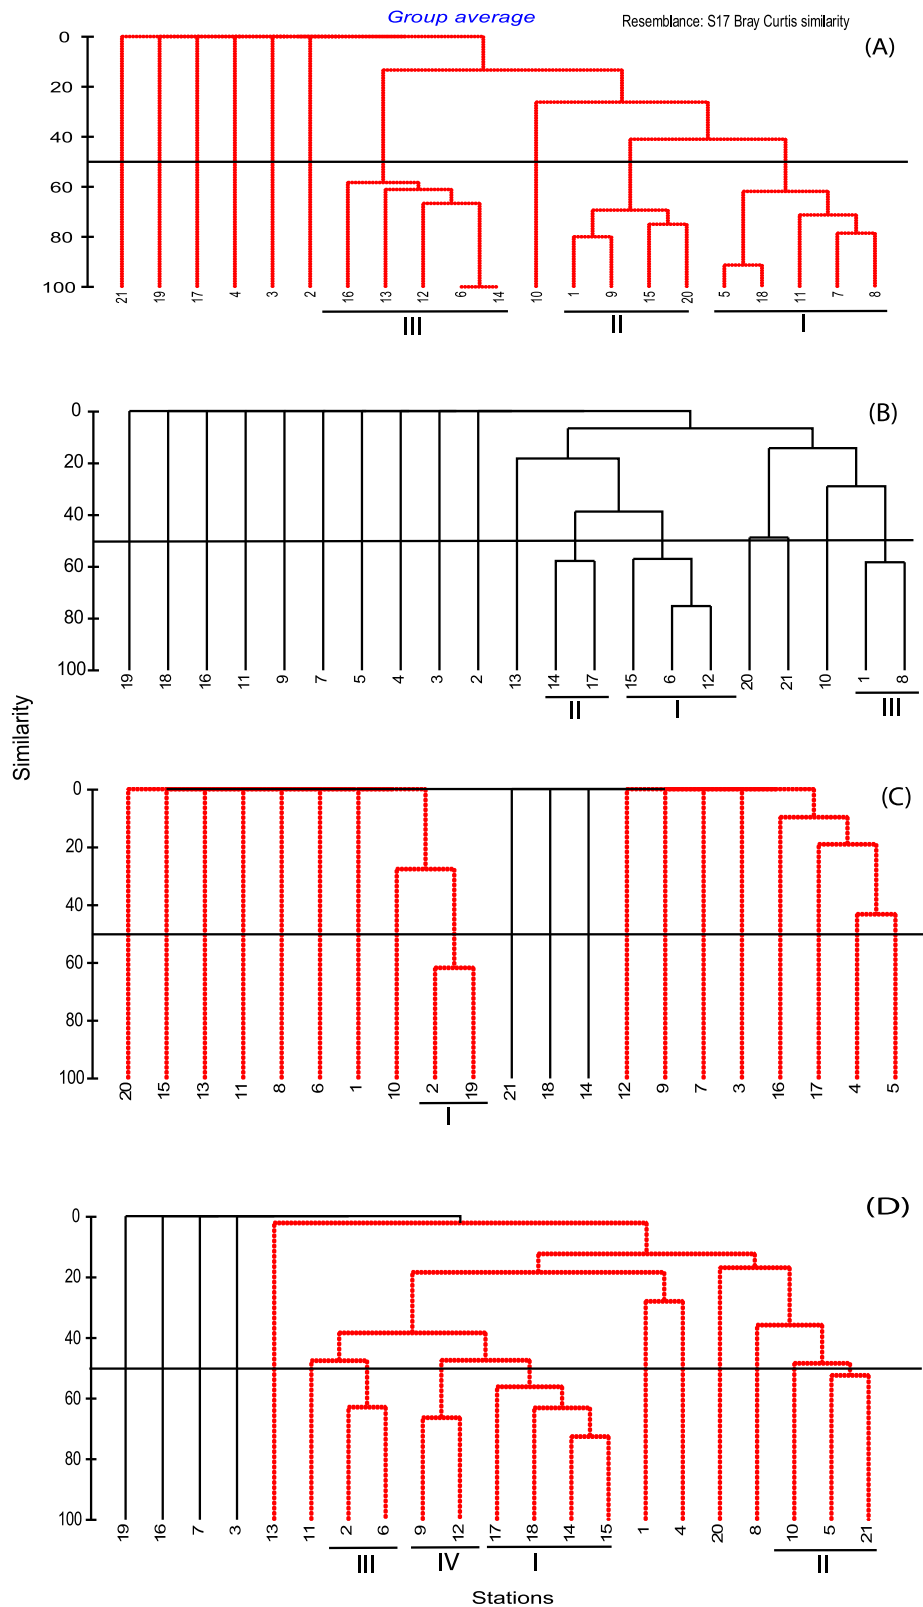 Group average
Resemblance: S17 Bray Curtis similarity
(A)
0
20
40
60
80
100
21 19 17 4 3 2 16 13 12 6 14 10 1 9 15 20 5 18 11 7 8
III II I
(B)
0
20
40
60
80
100
19 18 16 11 9 7 5 4 3 2 13 14 17 15 6 12 20 21 10 1 8
II I III
Similarity
(C)
0
20
40
60
80
100
20 15 13 11 8 6 1 10 2 19 21 18 14 12 9 7 3 16 17 4 5
I
(D)
0
20
40
60
80
100
19 16 7 3 13 11 2 6 9 12 17 18 14 15 1 4 20 8 10 5 21
III IV I II
Stations